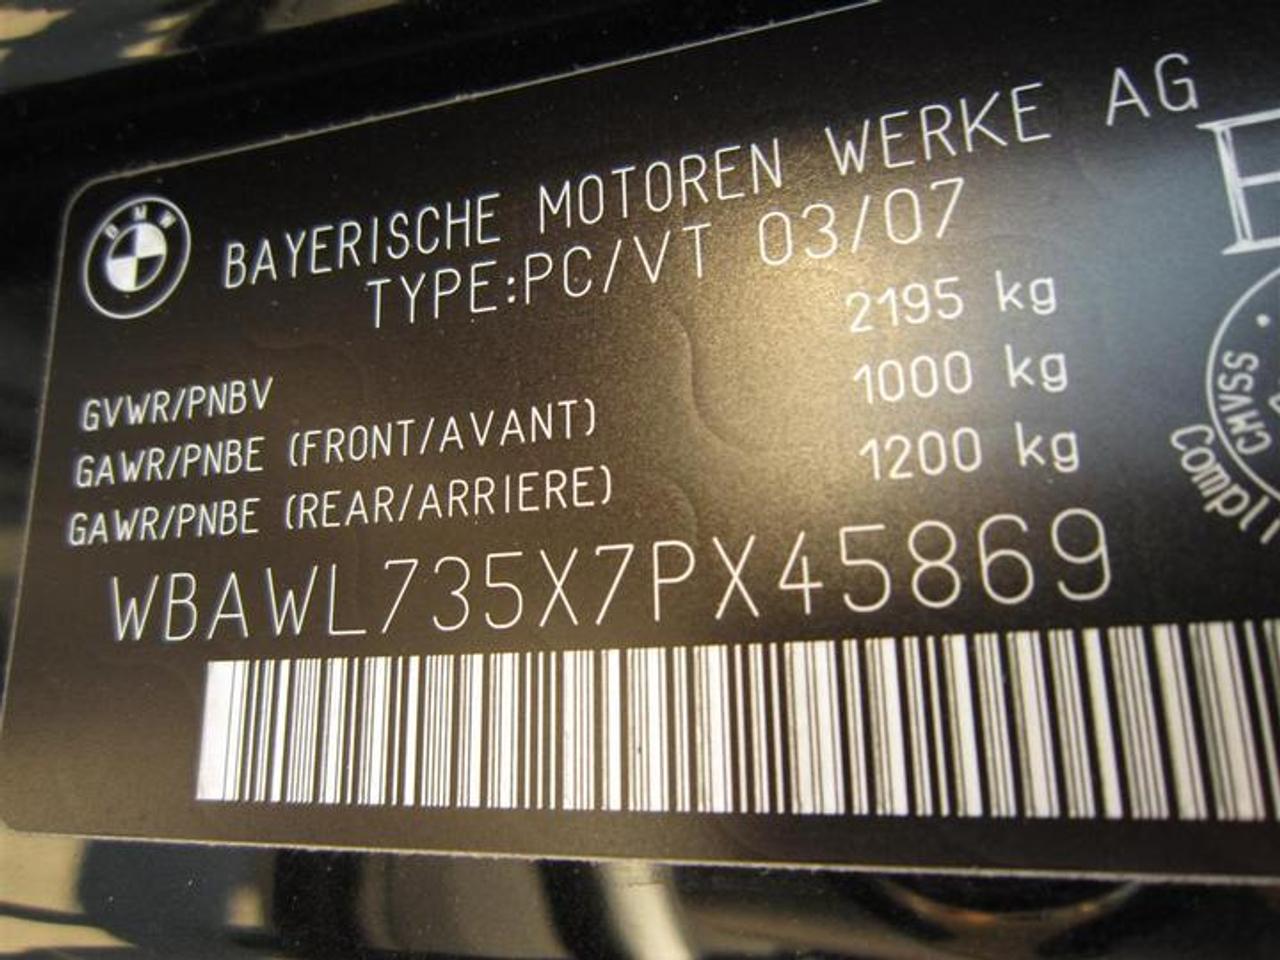 BMW
BAYERISCHE MOTOREN WERKE AG
TYPE:PC/VT 03/07
GVWR/PNBV 2195 kg
GAWR/PNBE (FRONT/AVANT) 1000 kg
GAWR/PNBE (REAR/ARRIERE) 1200 kg
WBAWL735X7PX45869
CMVSS